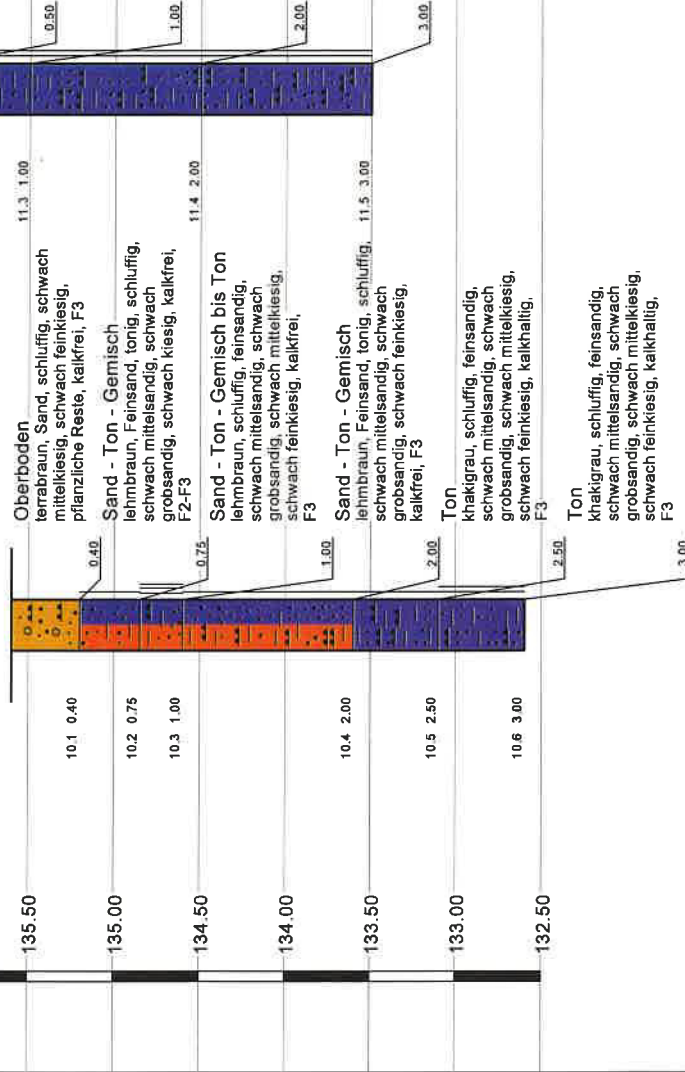 135.50
135.00
134.50
134.00
133.50
133.00
132.50
10.1 0.40
10.2 0.75
10.3 1.00
10.4 2.00
10.5 2.50
10.6 3.00
0.40
0.75
1.00
2.00
2.50
3.00
Oberboden
terrabraun, Sand, schluffig, schwach
mittelkiesig, schwach feinkiesig,
pflanzliche Reste, kalkfrei, F3
Sand - Ton - Gemisch
lehmbraun, Feinsand, tonig, schluffig,
schwach mittelsandig, schwach
grobsandig, schwach kiesig, kalkfrei,
F2-F3
Sand - Ton - Gemisch bis Ton
lehmbraun, schluffig, feinsandig,
schwach mittelsandig, schwach
grobsandig, schwach mittelkiesig,
schwach feinkiesig, kalkfrei,
F3
Sand - Ton - Gemisch
lehmbraun, Feinsand, tonig, schluffig,
schwach mittelsandig, schwach
grobsandig, schwach feinkiesig,
kalkfrei, F3
Ton
khakigrau, schluffig, feinsandig,
schwach mittelsandig, schwach
grobsandig, schwach mittelkiesig,
schwach feinkiesig, kalkhaltig,
F3
Ton
khakigrau, schluffig, feinsandig,
schwach mittelsandig, schwach
grobsandig, schwach mittelkiesig,
schwach feinkiesig, kalkhaltig,
F3
11.3 1.00
11.4 2.00
11.5 3.00
0.50
1.00
2.00
3.00